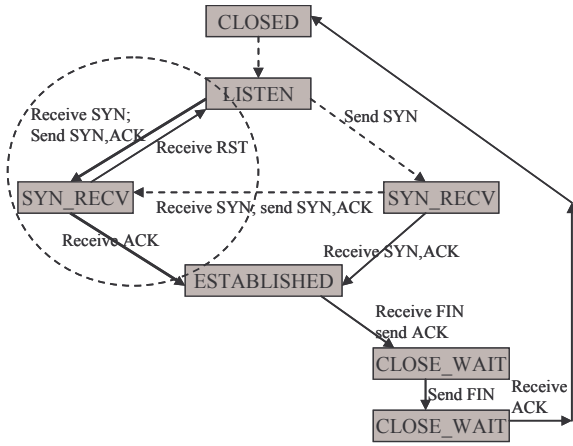 CLOSED
LISTEN
Receive SYN;
Send SYN,ACK
Send SYN
Receive RST
SYN_RECV
SYN_RECV
Receive SYN; send SYN,ACK
Receive ACK
Receive SYN,ACK
ESTABLISHED
Receive FIN
send ACK
CLOSE_WAIT
Send FIN
Receive
ACK
CLOSE_WAIT